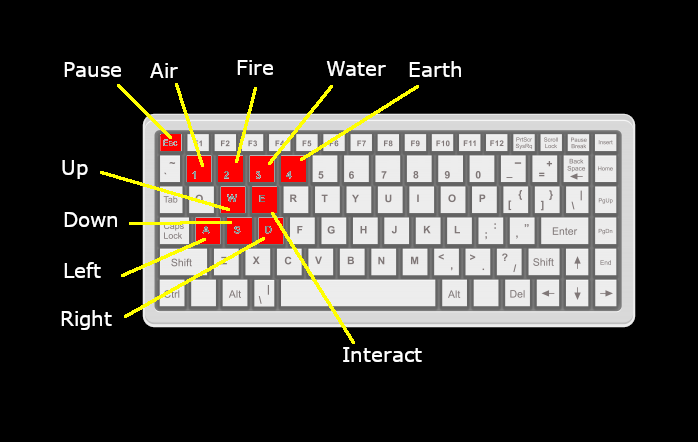 Pause Air Fire Water Earth
Esc F1 F2 F3 F4 F5 F6 F7 F8 F9 F10 F11 F12 PrtScr SysRq Scroll Lock Pause Break Insert
~ 1 2 3 4 5 6 7 8 9 0 _ - + = Back Space Home
Up
Tab Q W E R T Y U I O P { [ } ] | \ PgUp
Down
Caps Lock A S D F G H J K L : ; " , Enter PgDn
Left
Shift Z X C V B N M < , > . ? / Shift End
Right
Ctrl Alt | \ Alt Del
Interact